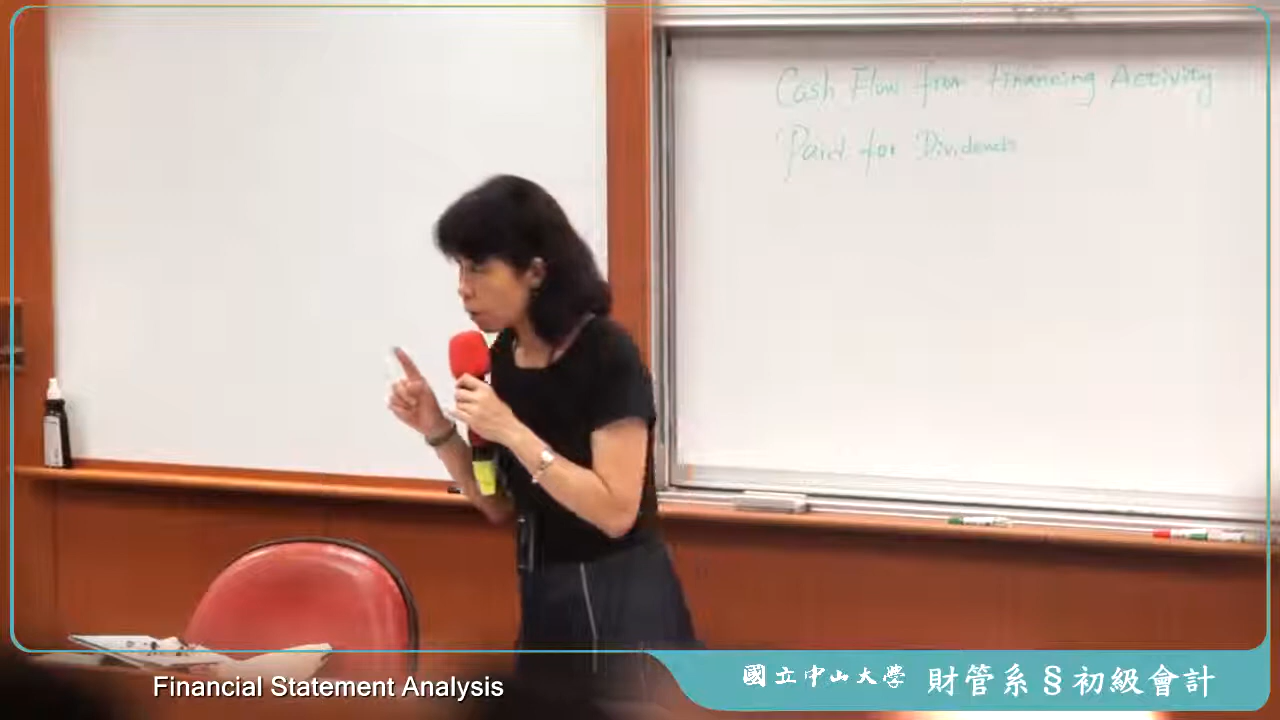 Cash Flow from Financing Activity
Paid for Dividends
Financial Statement Analysis
國立中山大學 財管系§初級會計